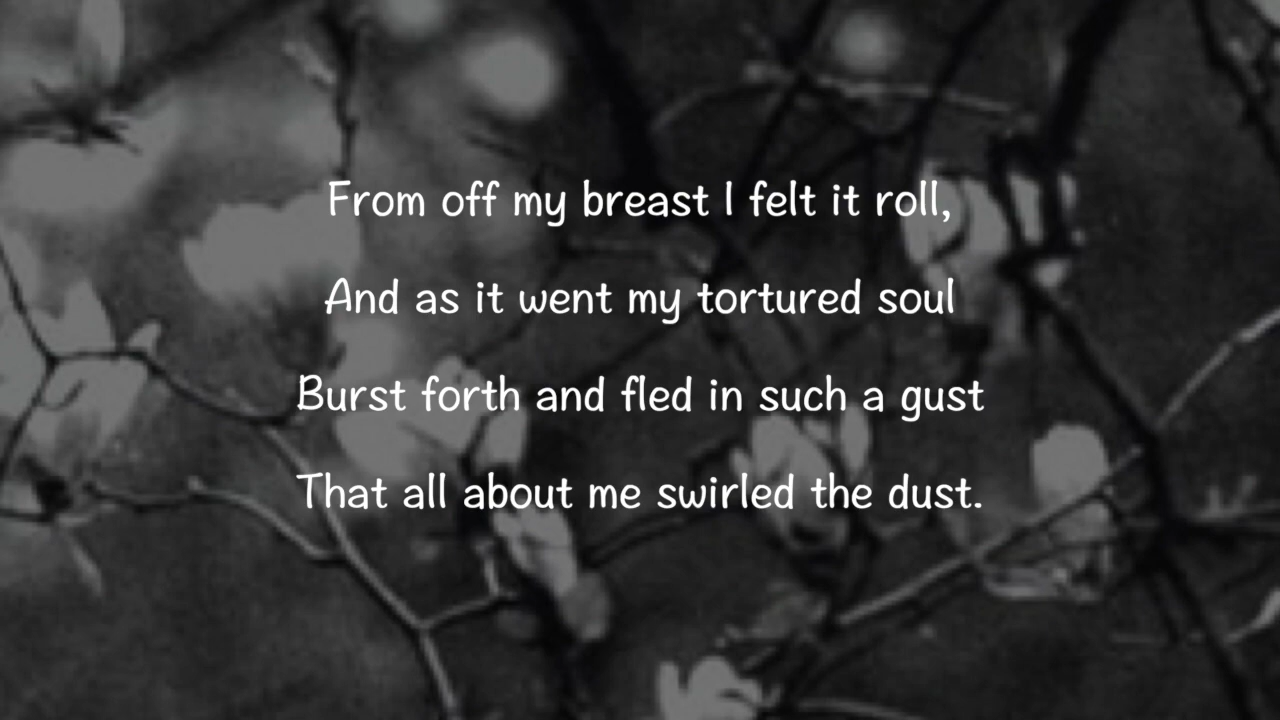 From off my breast I felt it roll,
And as it went my tortured soul
Burst forth and fled in such a gust
That all about me swirled the dust.